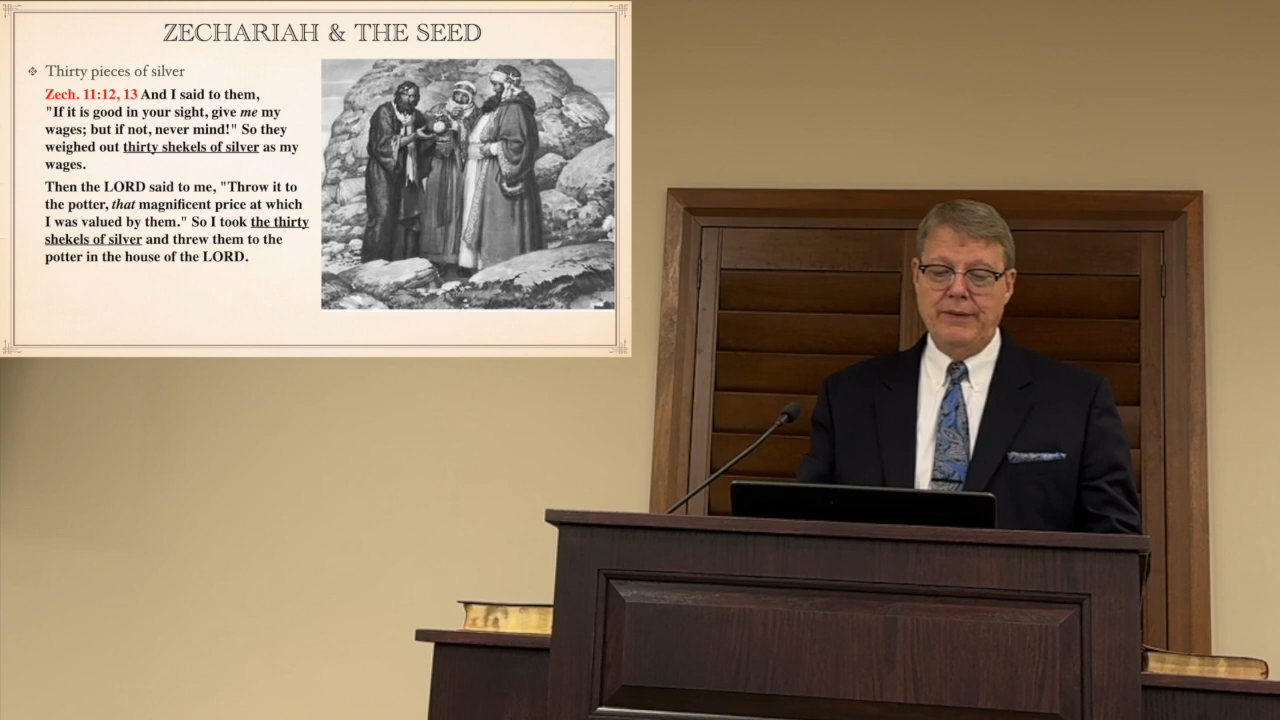 ZECHARIAH & THE SEED
Thirty pieces of silver
Zech. 11:12, 13 And I said to them,
"If it is good in your sight, give me my
wages; but if not, never mind!" So they
weighed out thirty shekels of silver as my
wages.
Then the LORD said to me, "Throw it to
the potter, that magnificent price at which
I was valued by them." So I took the thirty
shekels of silver and threw them to the
potter in the house of the LORD.